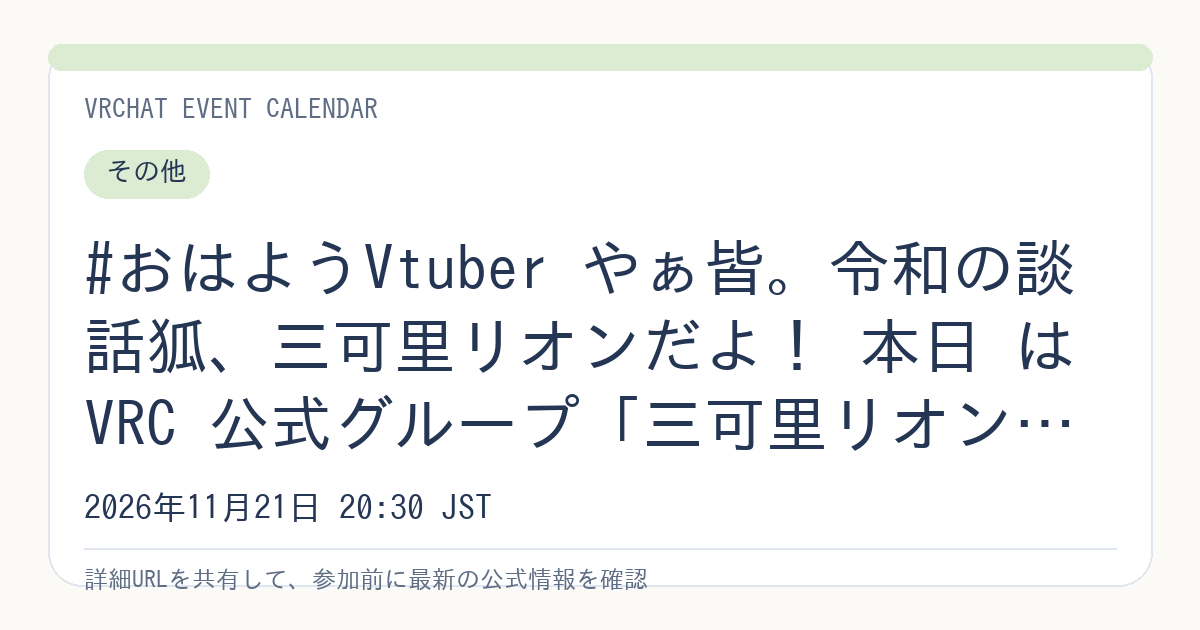 VRCHAT EVENT CALENDAR
その他
#おはようVtuber やぁ皆。令和の談
話狐、三可里リオンだよ！ 本日 は
VRC 公式グループ「三可里リオン…
2026年11月21日 20:30 JST
詳細URLを共有して、参加前に最新の公式情報を確認